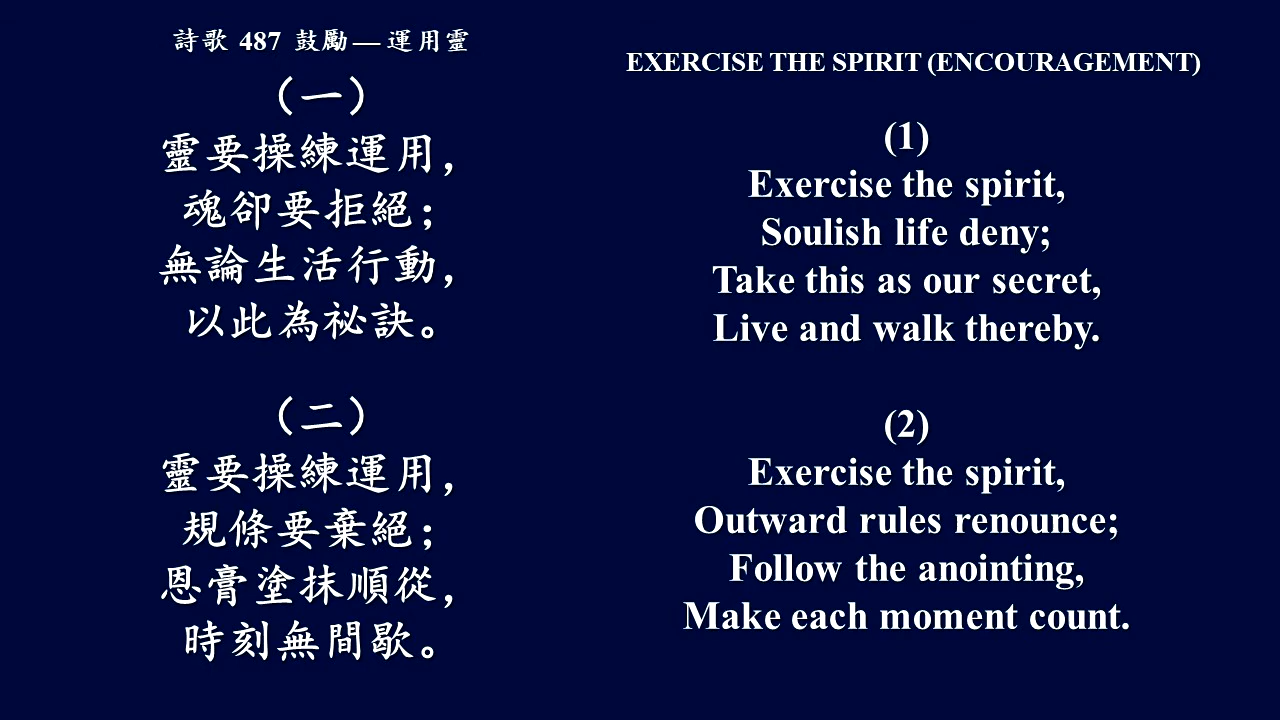 詩歌 487 鼓勵—運用靈
（一）
靈要操練運用，
魂卻要拒絕；
無論生活行動，
以此為祕訣。
（二）
靈要操練運用，
規條要棄絕；
恩膏塗抹順從，
時刻無間歇。
EXERCISE THE SPIRIT (ENCOURAGEMENT)
(1)
Exercise the spirit,
Soulish life deny;
Take this as our secret,
Live and walk thereby.
(2)
Exercise the spirit,
Outward rules renounce;
Follow the anointing,
Make each moment count.